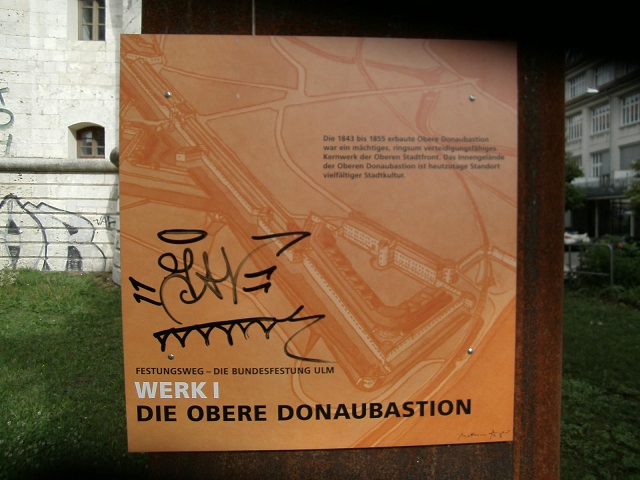 Die 1843 bis 1855 erbaute Obere Donaubastion
war ein mächtiges, ringsum verteidigungsfähiges
Kernwerk der Oberen Stadtfront. Das Innengelände
der Oberen Donaubastion ist heutzutage Standort
vielfältiger Stadtkultur.
FESTUNGSWEG – DIE BUNDESFESTUNG ULM
WERK I
DIE OBERE DONAUBASTION